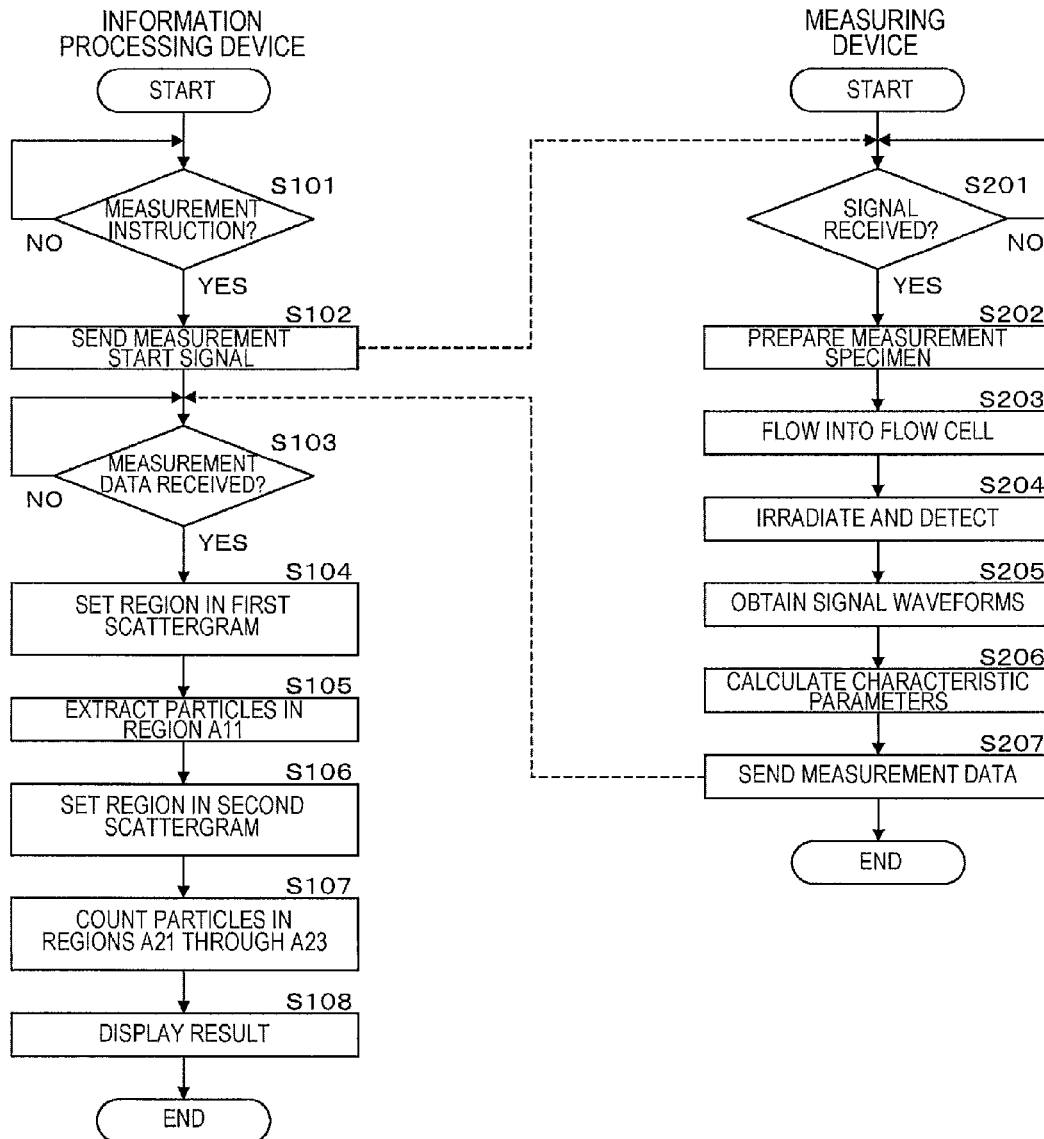 INFORMATION
PROCESSING DEVICE
START
S101
MEASUREMENT
INSTRUCTION?
NO
YES
S102
SEND MEASUREMENT
START SIGNAL
S103
MEASUREMENT
DATA RECEIVED?
NO
YES
S104
SET REGION IN FIRST
SCATTERGRAM
S105
EXTRACT PARTICLES IN
REGION A11
S106
SET REGION IN SECOND
SCATTERGRAM
S107
COUNT PARTICLES IN
REGIONS A21 THROUGH A23
S108
DISPLAY RESULT
END
MEASURING
DEVICE
START
S201
SIGNAL
RECEIVED?
NO
YES
S202
PREPARE MEASUREMENT
SPECIMEN
S203
FLOW INTO FLOW CELL
S204
IRRADIATE AND DETECT
S205
OBTAIN SIGNAL WAVEFORMS
S206
CALCULATE CHARACTERISTIC
PARAMETERS
S207
SEND MEASUREMENT DATA
END